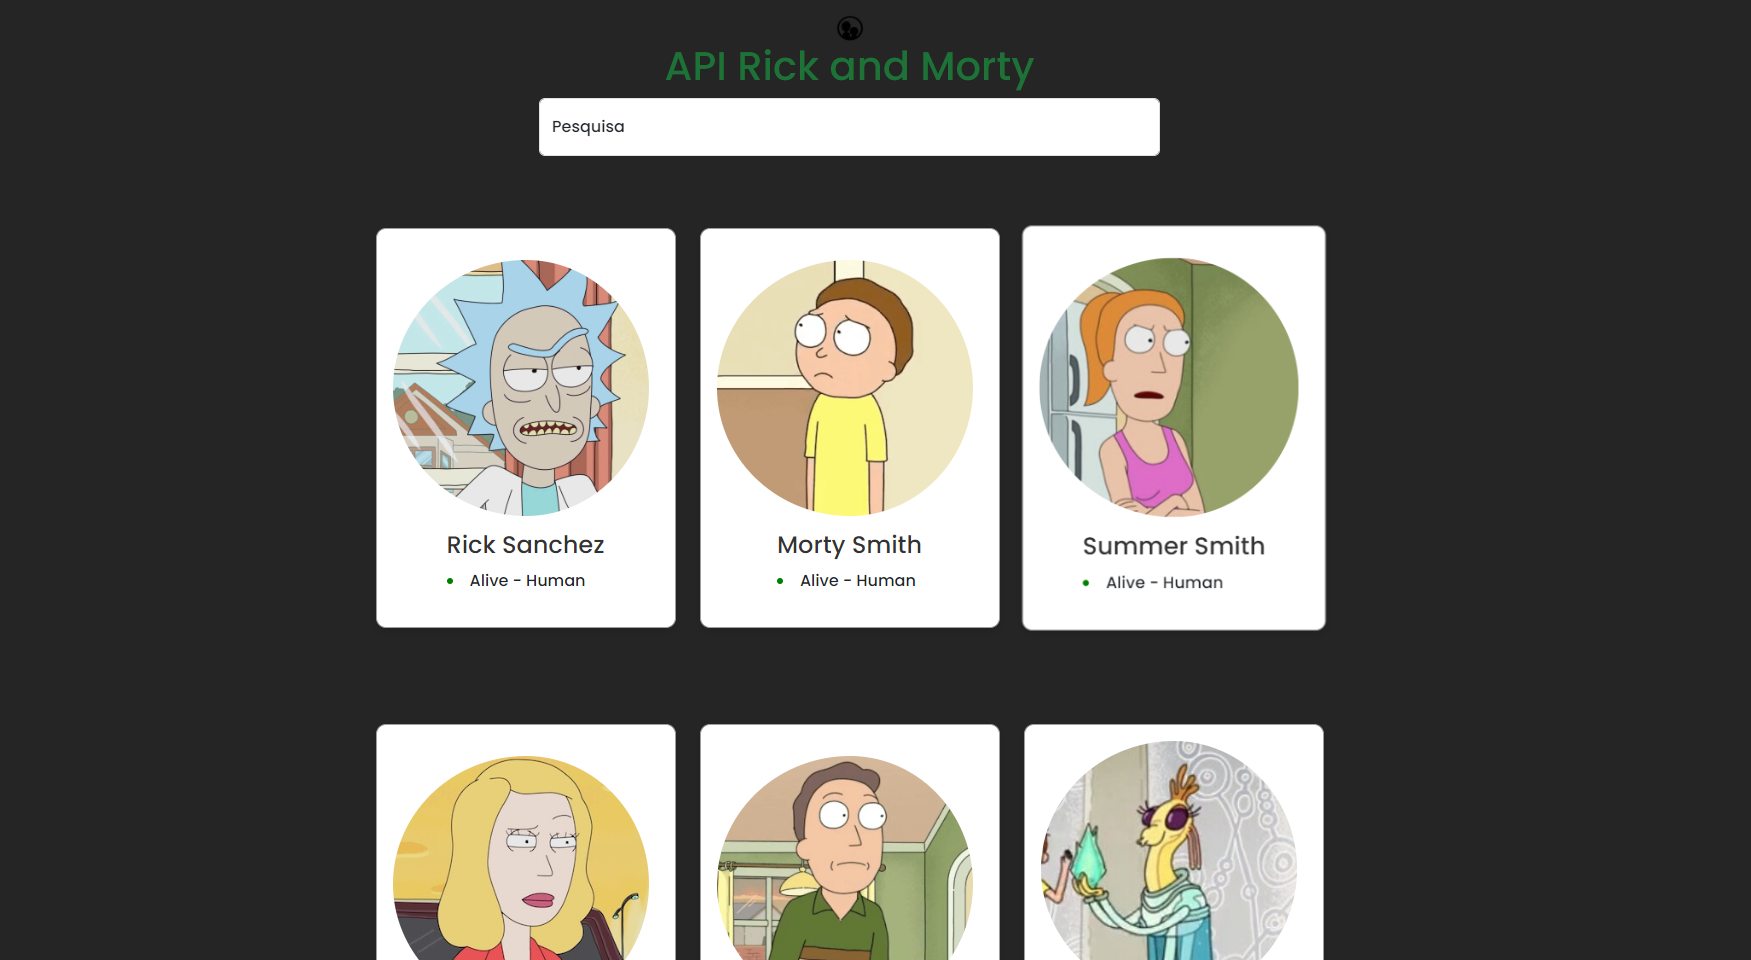 API Rick and Morty
Pesquisa
Rick Sanchez
Alive - Human
Morty Smith
Alive - Human
Summer Smith
Alive - Human